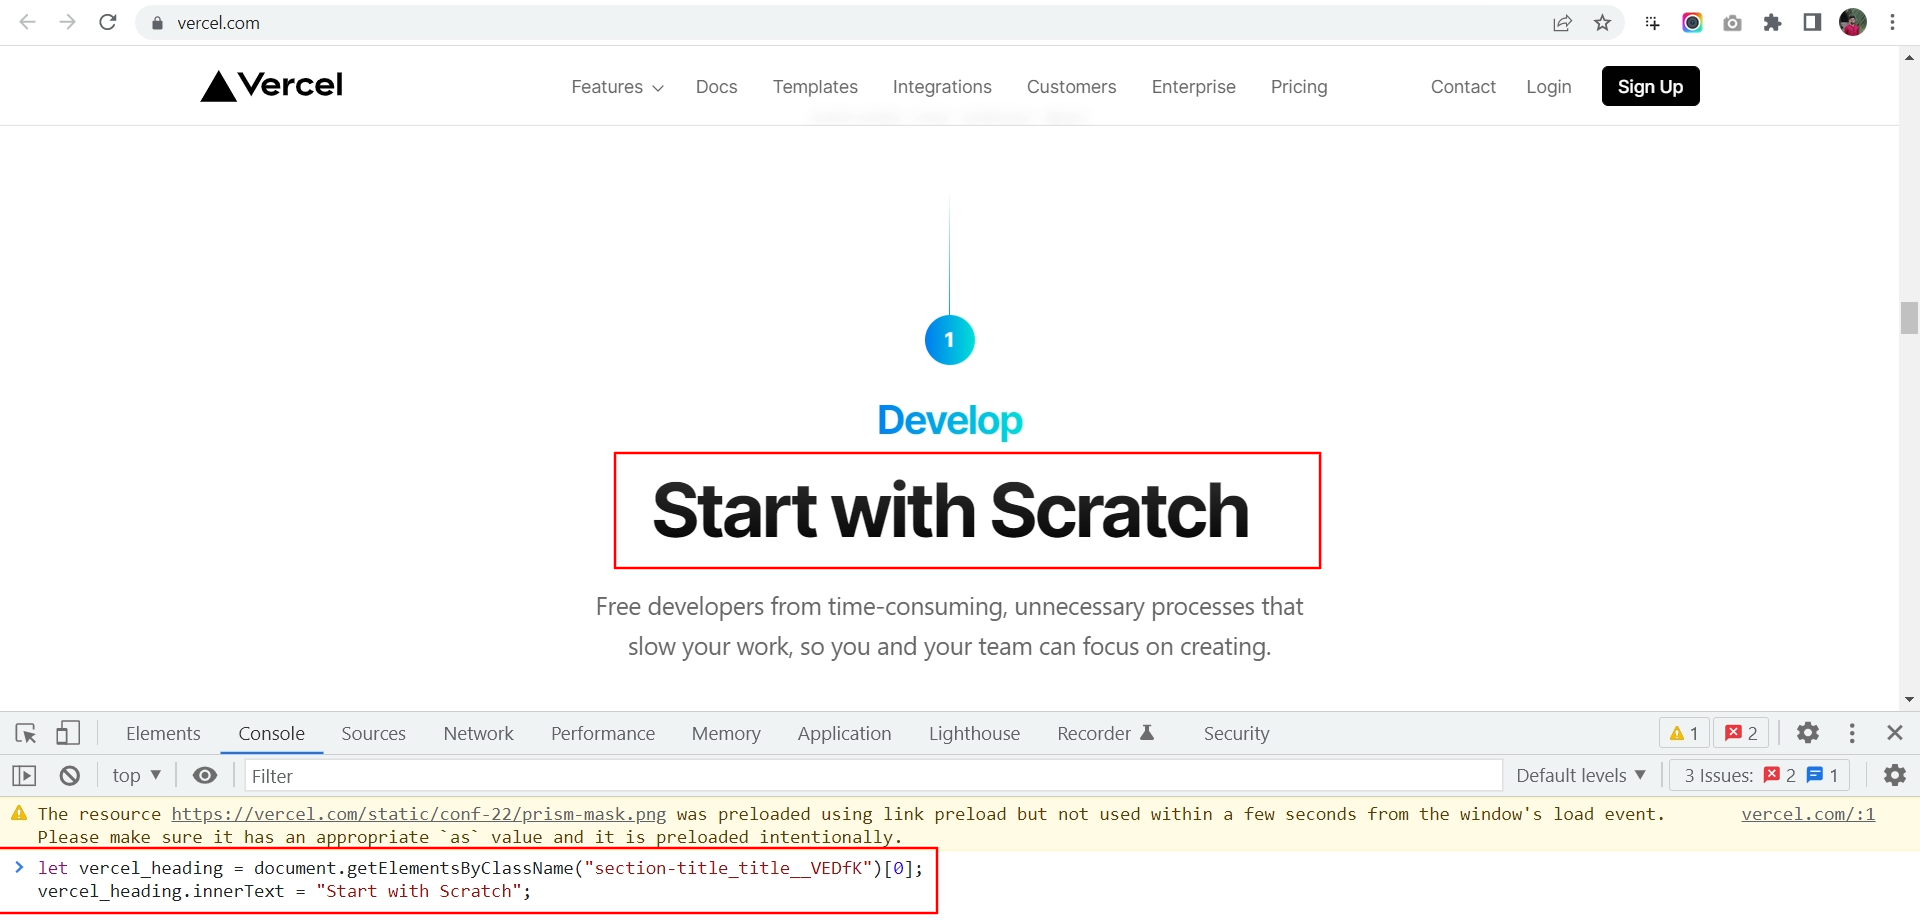 vercel.com
Vercel
Features Docs Templates Integrations Customers Enterprise Pricing Contact Login Sign Up
1
Develop
Start with Scratch
Free developers from time-consuming, unnecessary processes that
slow your work, so you and your team can focus on creating.
Elements Console Sources Network Performance Memory Application Lighthouse Recorder Security 1 2
top Filter Default levels 3 Issues: 2 1
The resource https://vercel.com/static/conf-22/prism-mask.png was preloaded using link preload but not used within a few seconds from the window's load event. vercel.com/:1
Please make sure it has an appropriate `as` value and it is preloaded intentionally.
let vercel_heading = document.getElementsByClassName("section-title_title__VEDfK")[0];
vercel_heading.innerText = "Start with Scratch";